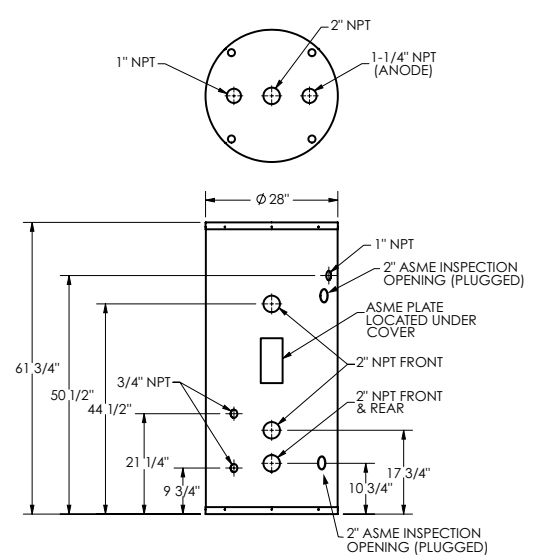 2" NPT
1" NPT
1-1/4" NPT
(ANODE)
Ø 28"
1" NPT
2" ASME INSPECTION
OPENING (PLUGGED)
ASME PLATE
LOCATED UNDER
COVER
61 3/4"
50 1/2"
44 1/2"
3/4" NPT
2" NPT FRONT
2" NPT FRONT
& REAR
21 1/4"
9 3/4"
17 3/4"
10 3/4"
2" ASME INSPECTION
OPENING (PLUGGED)